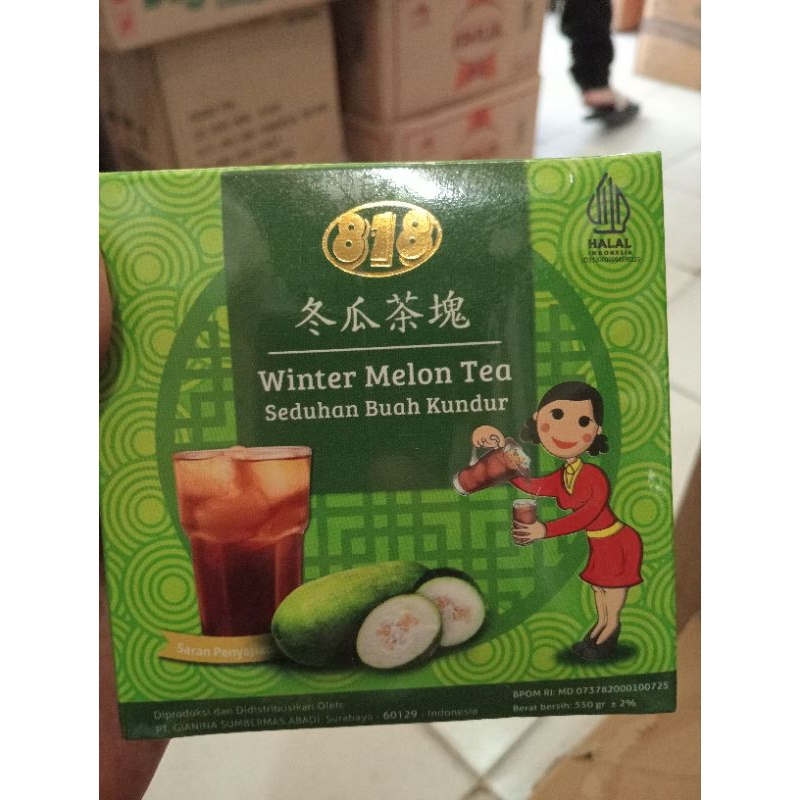 818
HALAL
INDONESIA
冬瓜茶塊
Winter Melon Tea
Seduhan Buah Kundur
Saran Penyajian
Diproduksi dan Didistribusikan Oleh:
PT. GIANINA SUMBERMAS ABADI. Surabaya - 60129 - Indonesia
BPOM RI: MD 073782000100725
Berat bersih: 550 gr ± 2%